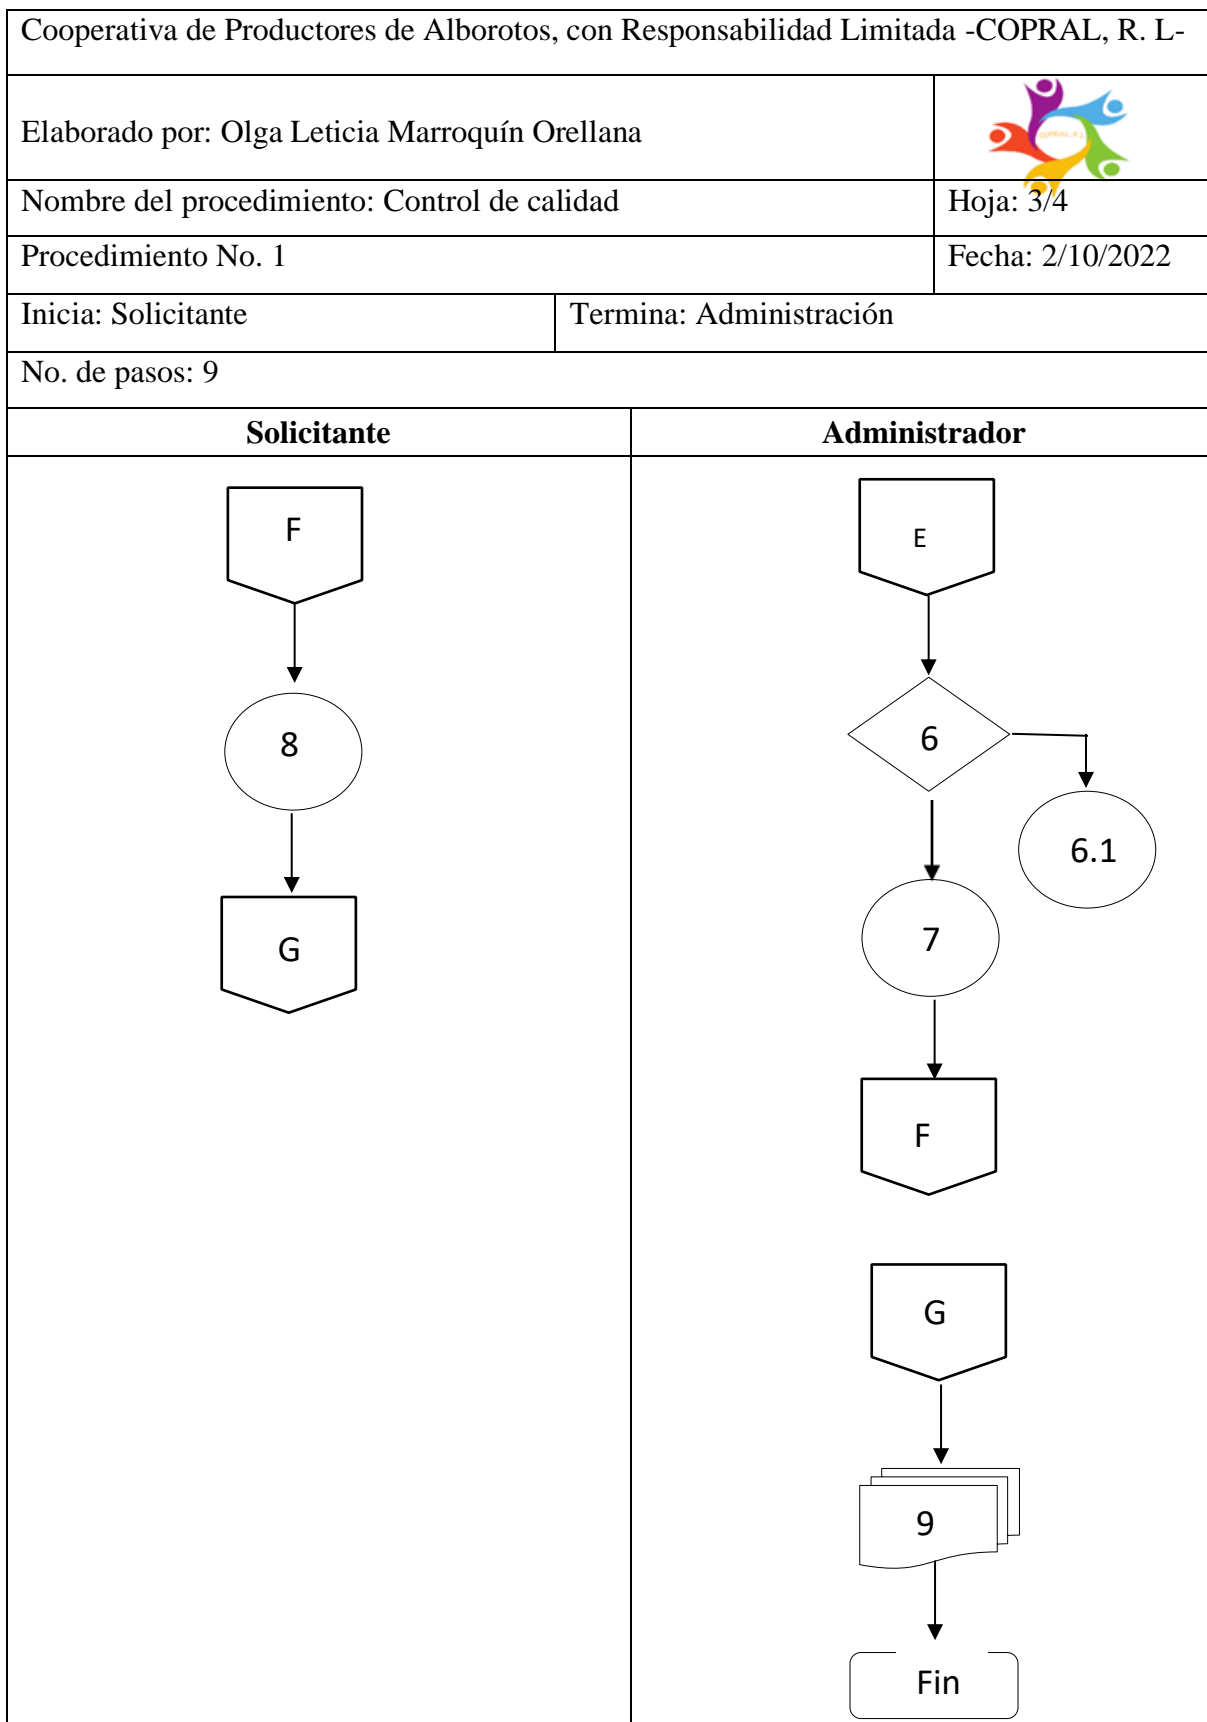 Cooperativa de Productores de Alborotos, con Responsabilidad Limitada -COPRAL, R. L-
Elaborado por: Olga Leticia Marroquín Orellana
COPRAL, R.L
Nombre del procedimiento: Control de calidad
Hoja: 3/4
Procedimiento No. 1
Fecha: 2/10/2022
Inicia: Solicitante
Termina: Administración
No. de pasos: 9
Solicitante
Administrador
F
8
G
E
6
6.1
7
F
G
9
Fin